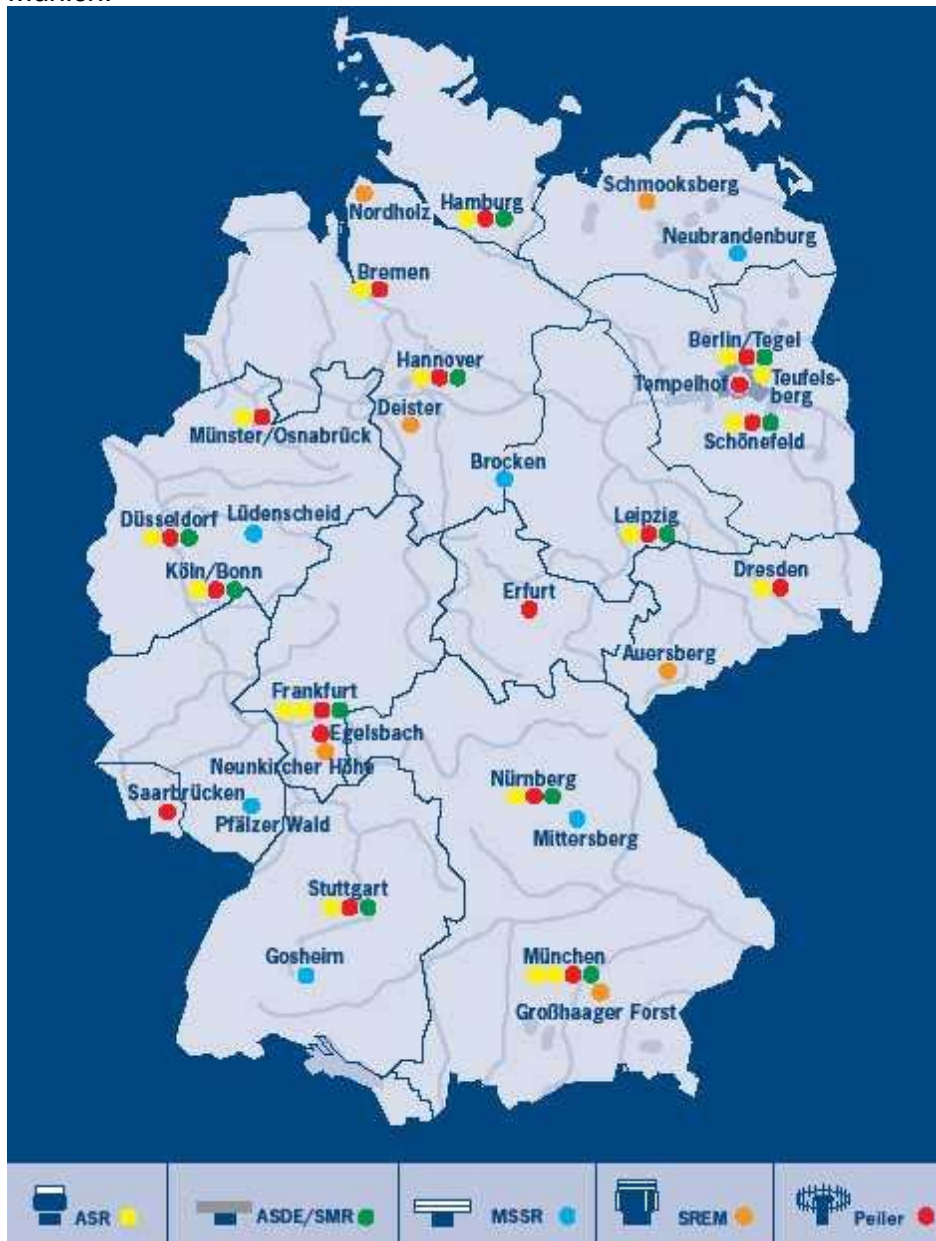 Schmooksberg
Nordholz
Hamburg
Neubrandenburg
Bremen
Berlin/Tegel
Hannover
Tempelhof
Teufels-
berg
Deister
Münster/Osnabrück
Schönefeld
Brocken
Düsseldorf
Lüdenscheid
Leipzig
Köln/Bonn
Erfurt
Dresden
Auersberg
Frankfurt
Egelsbach
Neunkircher Höhe
Nürnberg
Saarbrücken
Pfälzer Wald
Mittersberg
Stuttgart
Gosheim
München
Großhaager Forst
ASR
ASDE/SMR
MSSR
SREM
Peiler